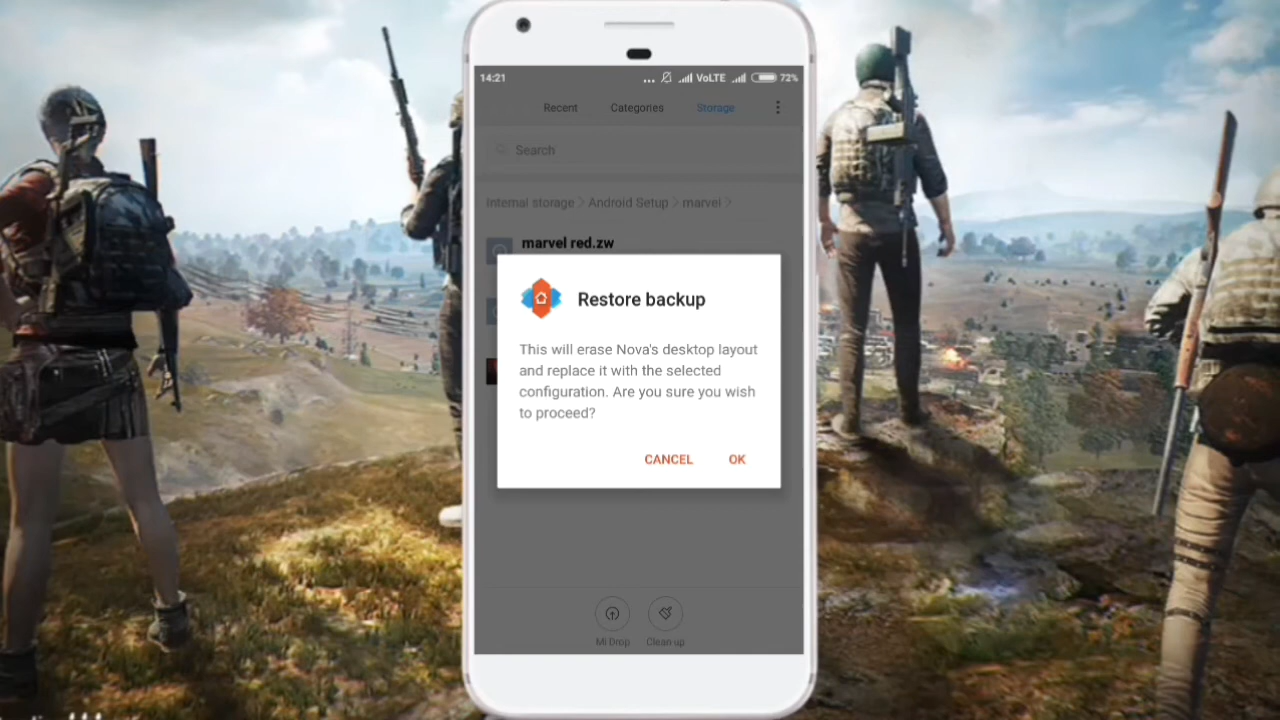 14:21 ... VoLTE 72%
Recent Categories Storage
Search
Internal storage > Android Setup > marvel >
marvel red.zw
Restore backup
This will erase Nova's desktop layout
and replace it with the selected
configuration. Are you sure you wish
to proceed?
CANCEL OK
Mi Drop Clean-up